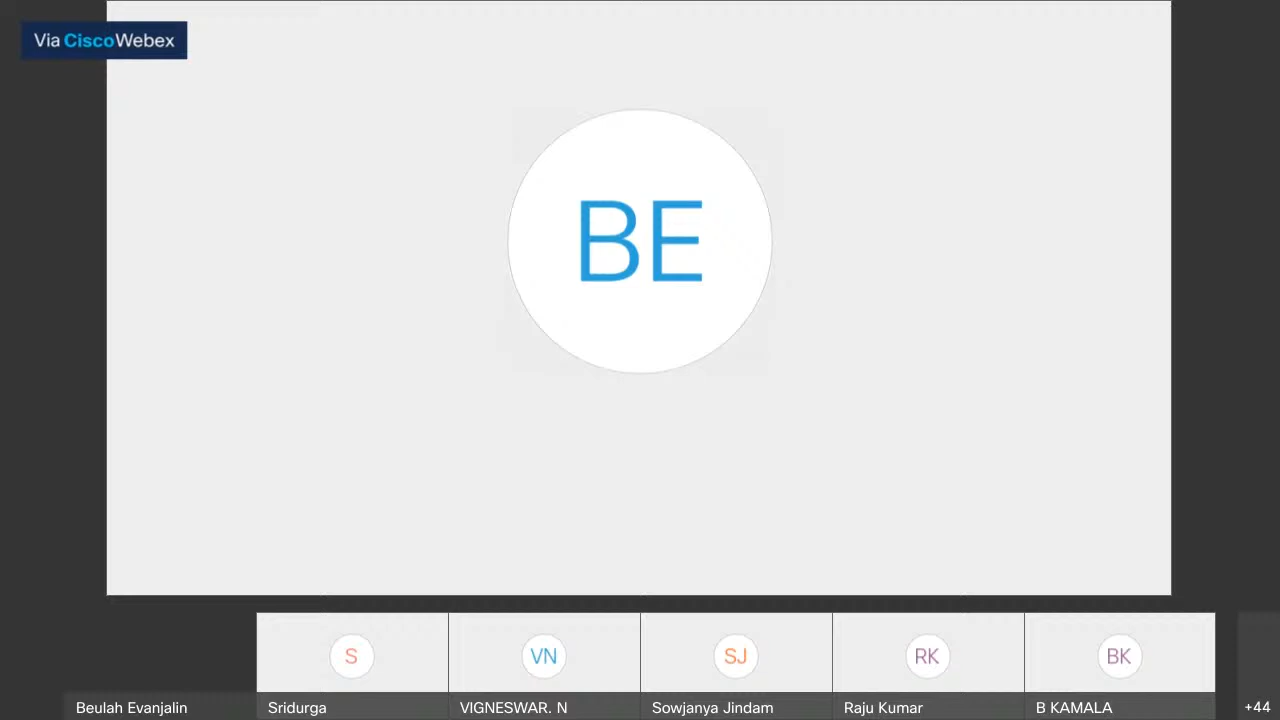 Via CiscoWebex
BE
S
VN
SJ
RK
BK
Beulah Evanjalin
Sridurga
VIGNESWAR. N
Sowjanya Jindam
Raju Kumar
B KAMALA
+44